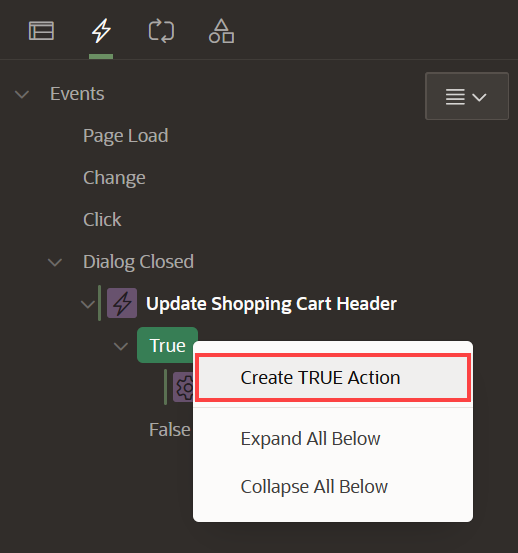 Events
Page Load
Change
Click
Dialog Closed
Update Shopping Cart Header
True
Create TRUE Action
False
Expand All Below
Collapse All Below